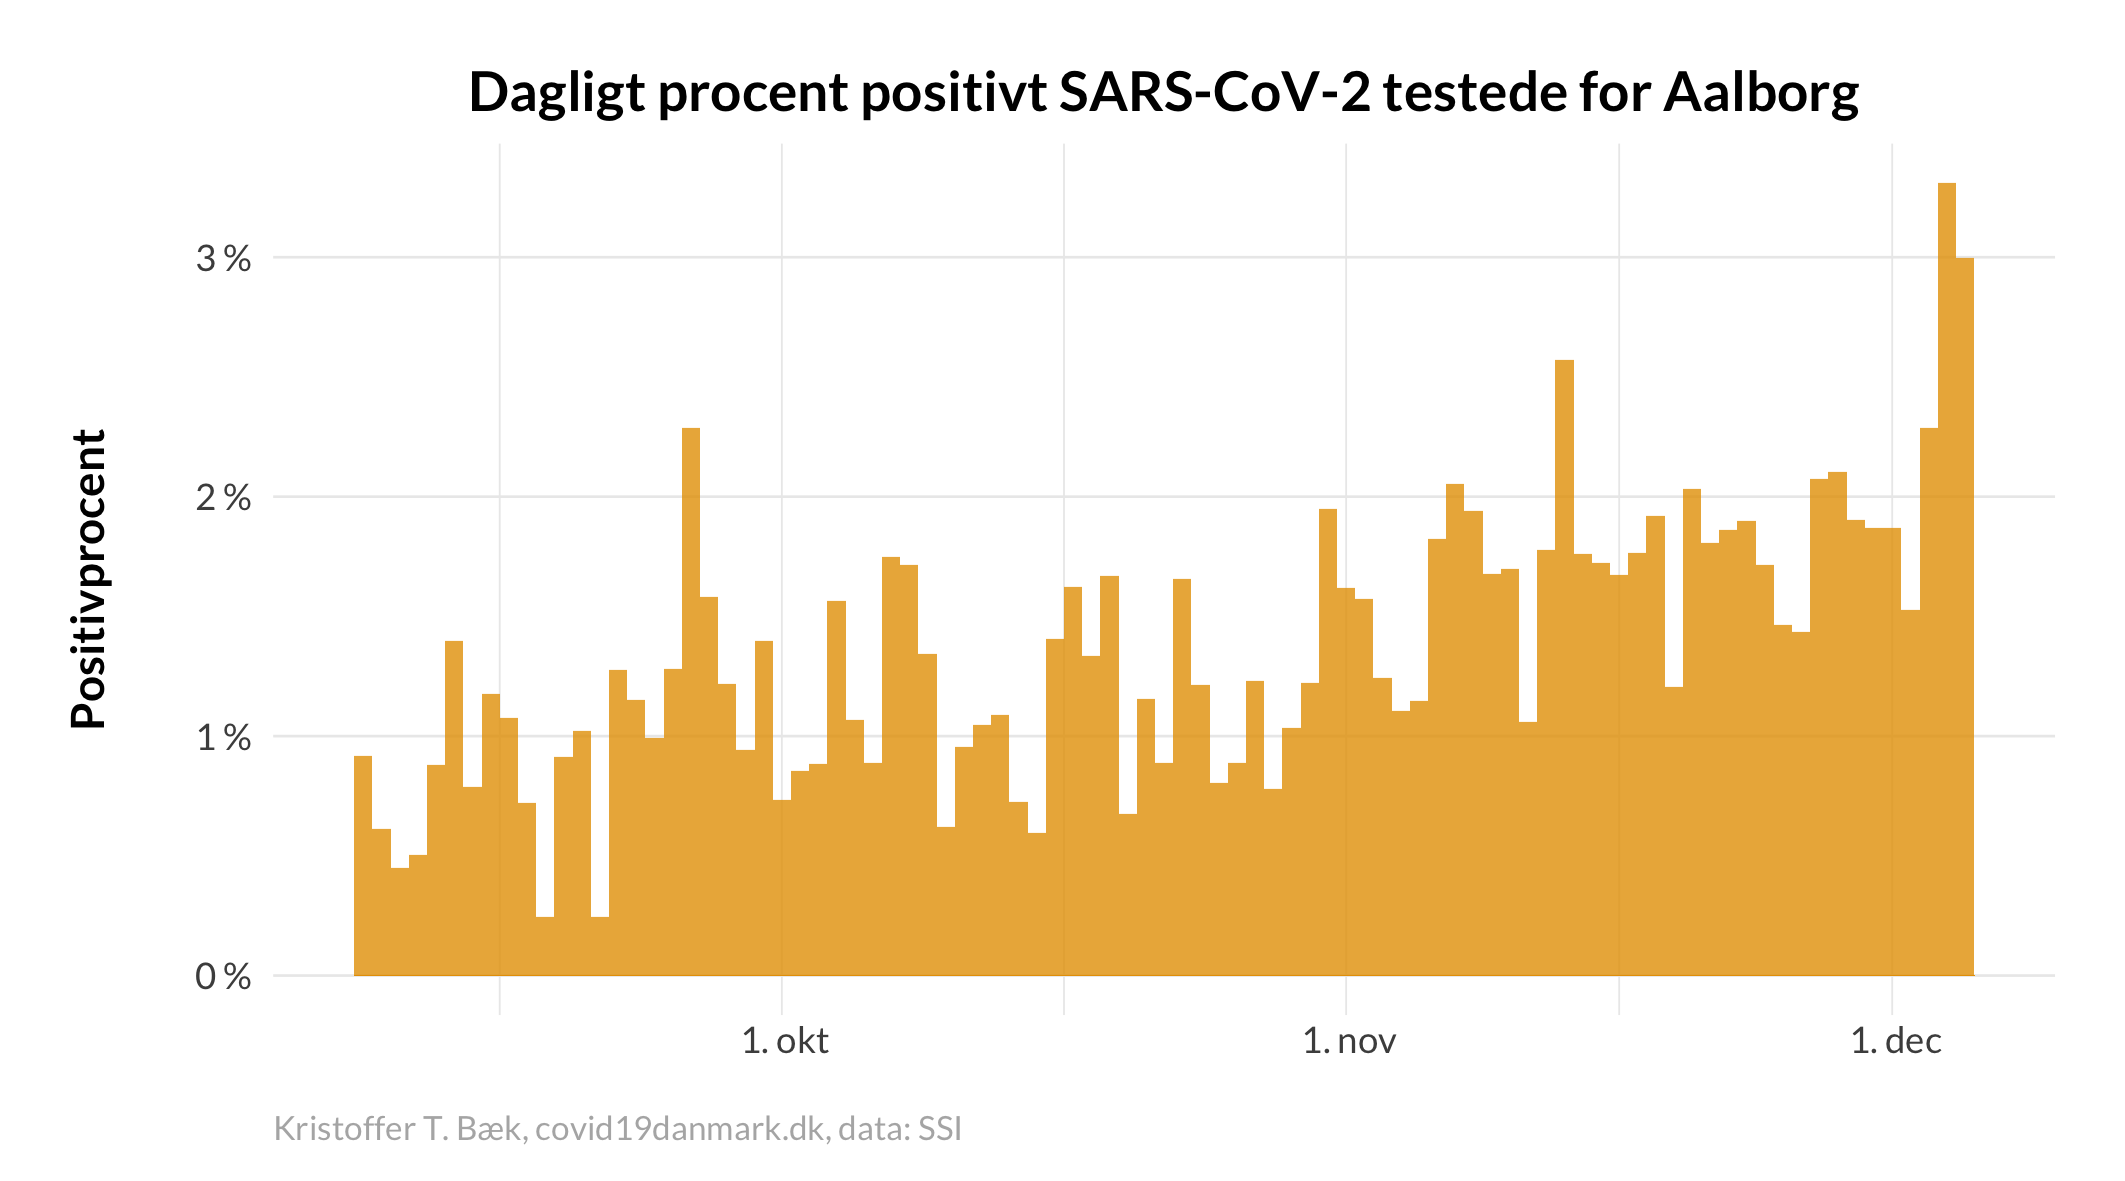 Dagligt procent positivt SARS-CoV-2 testede for Aalborg
Positivprocent
3 %
2 %
1 %
0 %
1. okt
1. nov
1. dec
Kristoffer T. Bæk, covid19danmark.dk, data: SSI